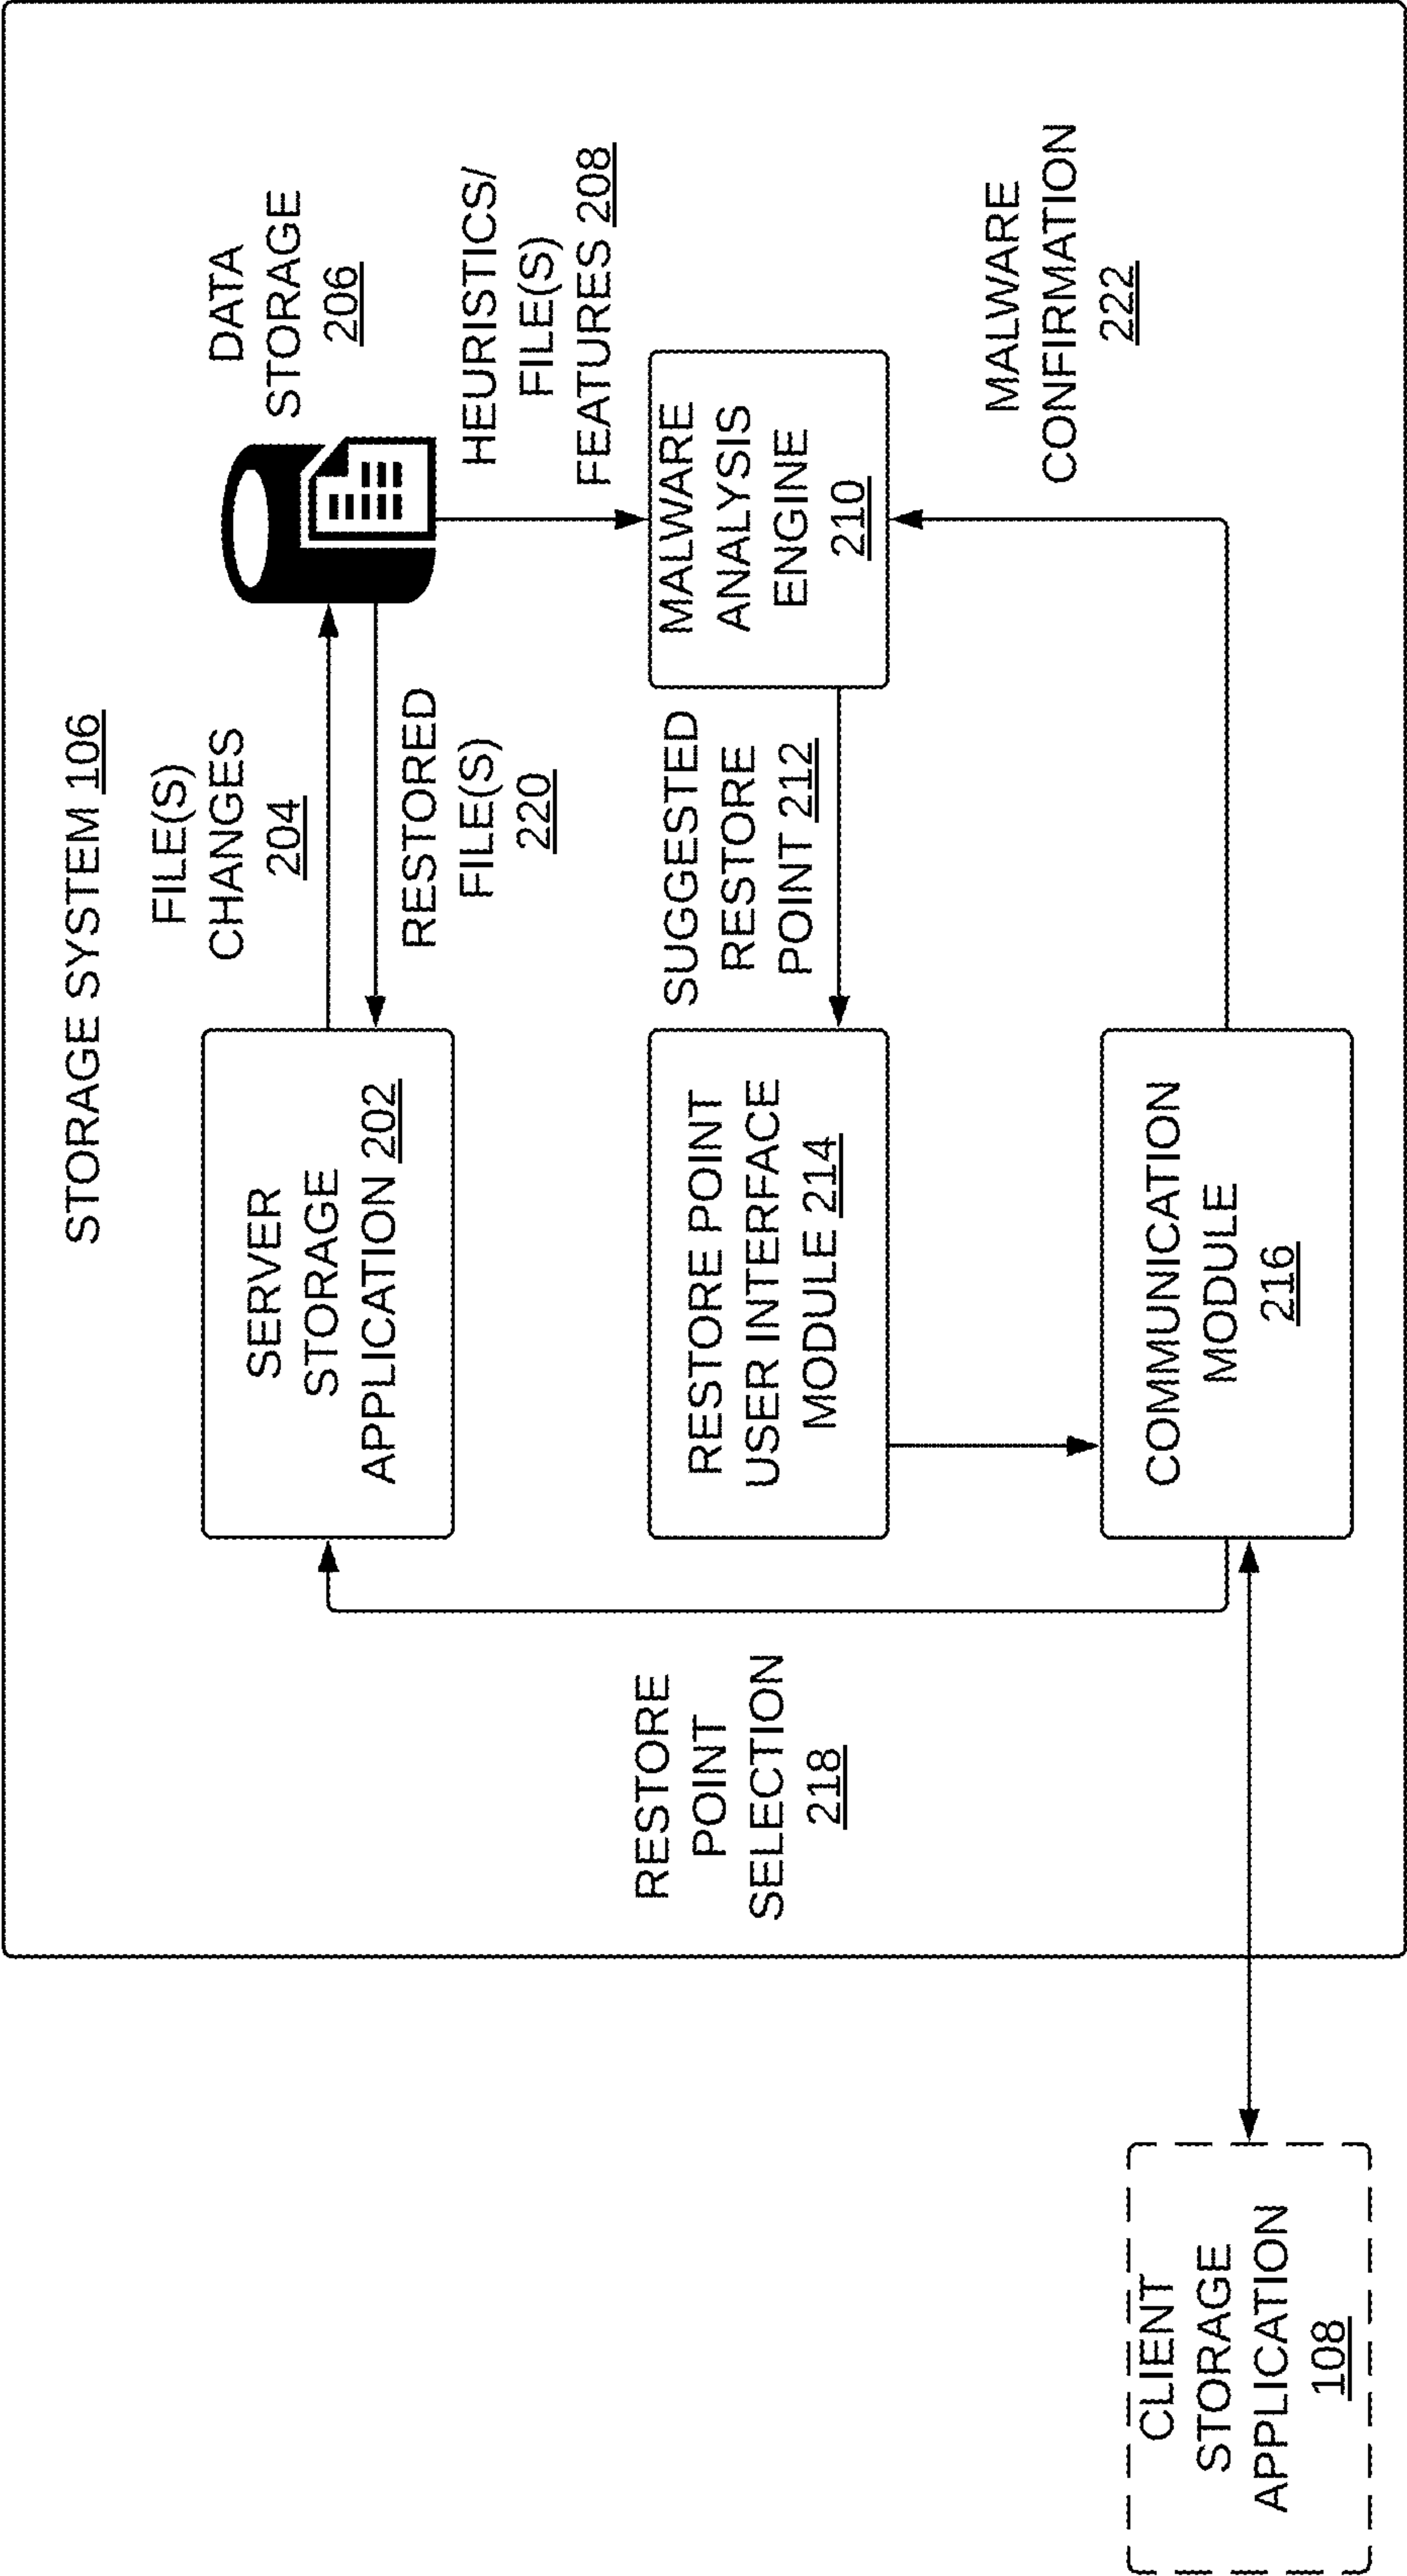 STORAGE SYSTEM 106
FILE(S)
CHANGES
204
DATA
STORAGE
206
SERVER
STORAGE
APPLICATION 202
RESTORED
FILE(S)
220
HEURISTICS/
FILE(S)
FEATURES 208
RESTORE
POINT
SELECTION
218
RESTORE POINT
USER INTERFACE
MODULE 214
SUGGESTED
RESTORE
POINT 212
MALWARE
ANALYSIS
ENGINE
210
MALWARE
CONFIRMATION
222
CLIENT
STORAGE
APPLICATION
108
COMMUNICATION
MODULE
216